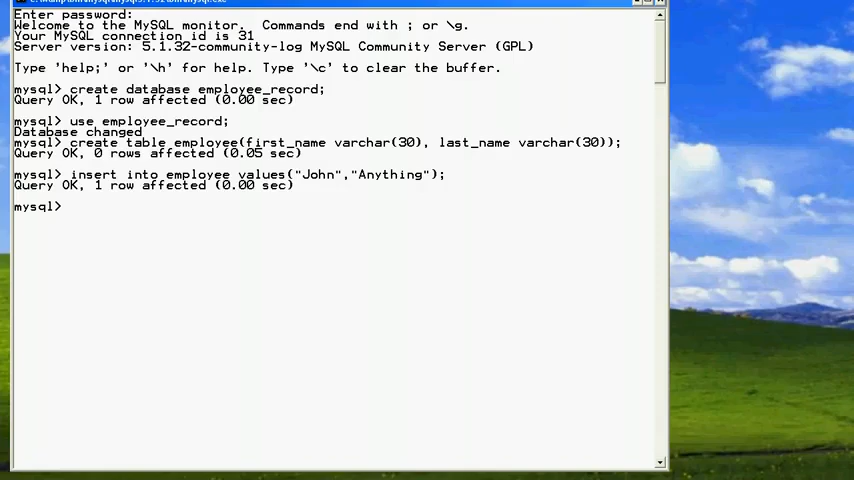 Enter password:
Welcome to the MySQL monitor.  Commands end with ; or \g.
Your MySQL connection id is 31
Server version: 5.1.32-community-log MySQL Community Server (GPL)
Type 'help;' or '\h' for help. Type '\c' to clear the buffer.
mysql> create database employee_record;
Query OK, 1 row affected (0.00 sec)
mysql> use employee_record;
Database changed
mysql> create table employee(first_name varchar(30), last_name varchar(30));
Query OK, 0 rows affected (0.05 sec)
mysql> insert into employee values("John","Anything");
Query OK, 1 row affected (0.00 sec)
mysql>